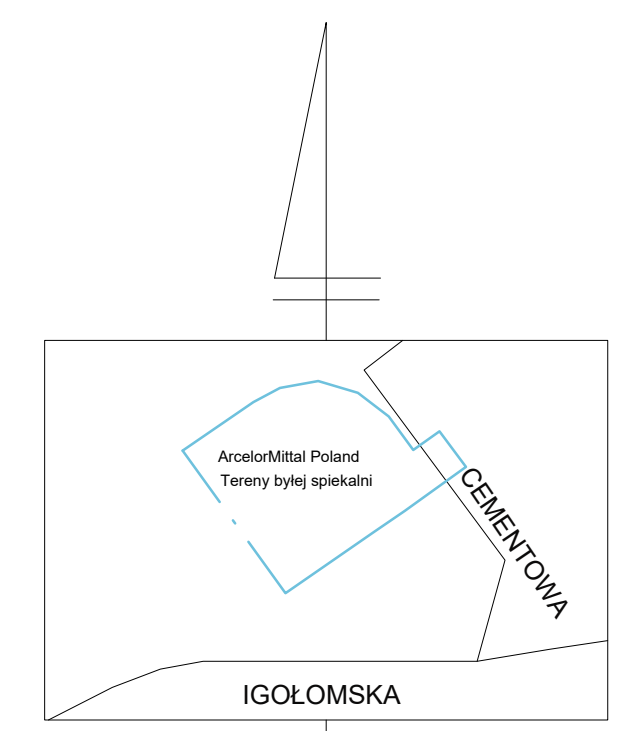 ArcelorMittal Poland
Tereny byłej spiekalni
CEMENTOWA
IGOŁOMSKA